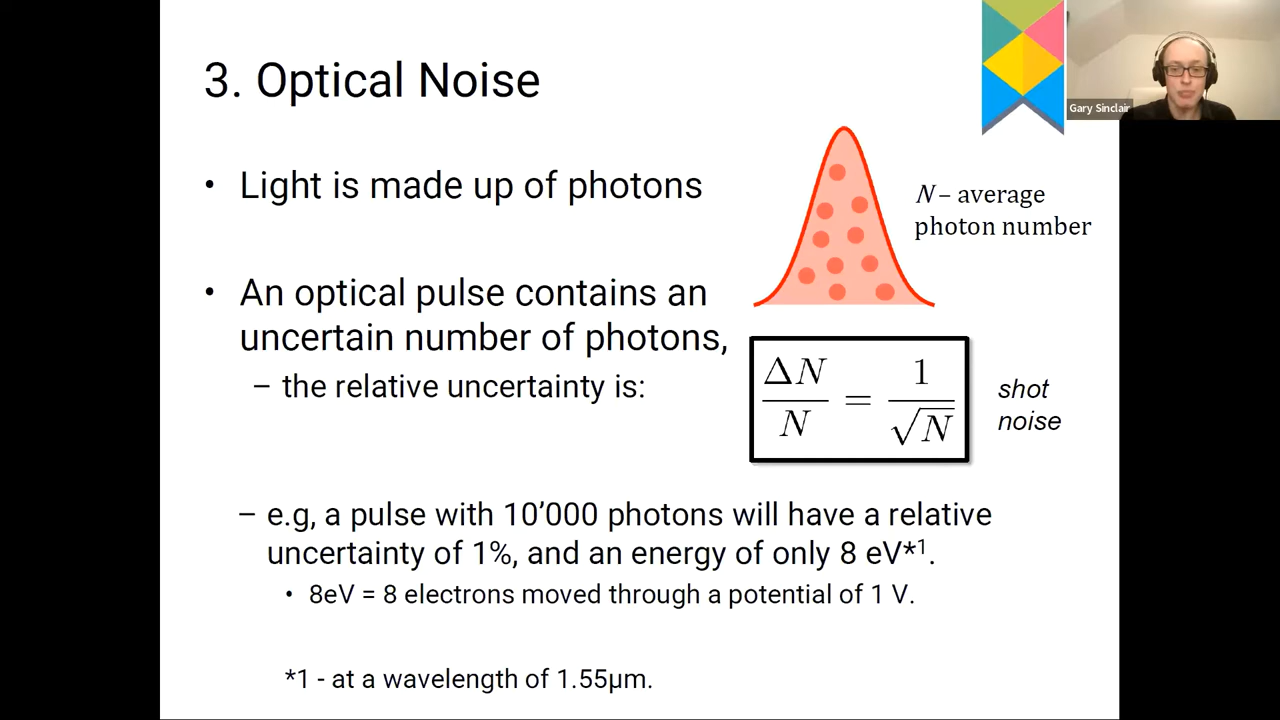 3. Optical Noise
Gary Sinclair
• Light is made up of photons
N – average
photon number
• An optical pulse contains an
uncertain number of photons,
– the relative uncertainty is:
ΔN/N = 1/√N
shot
noise
– e.g, a pulse with 10’000 photons will have a relative
uncertainty of 1%, and an energy of only 8 eV*¹.
• 8eV = 8 electrons moved through a potential of 1 V.
*1 - at a wavelength of 1.55µm.